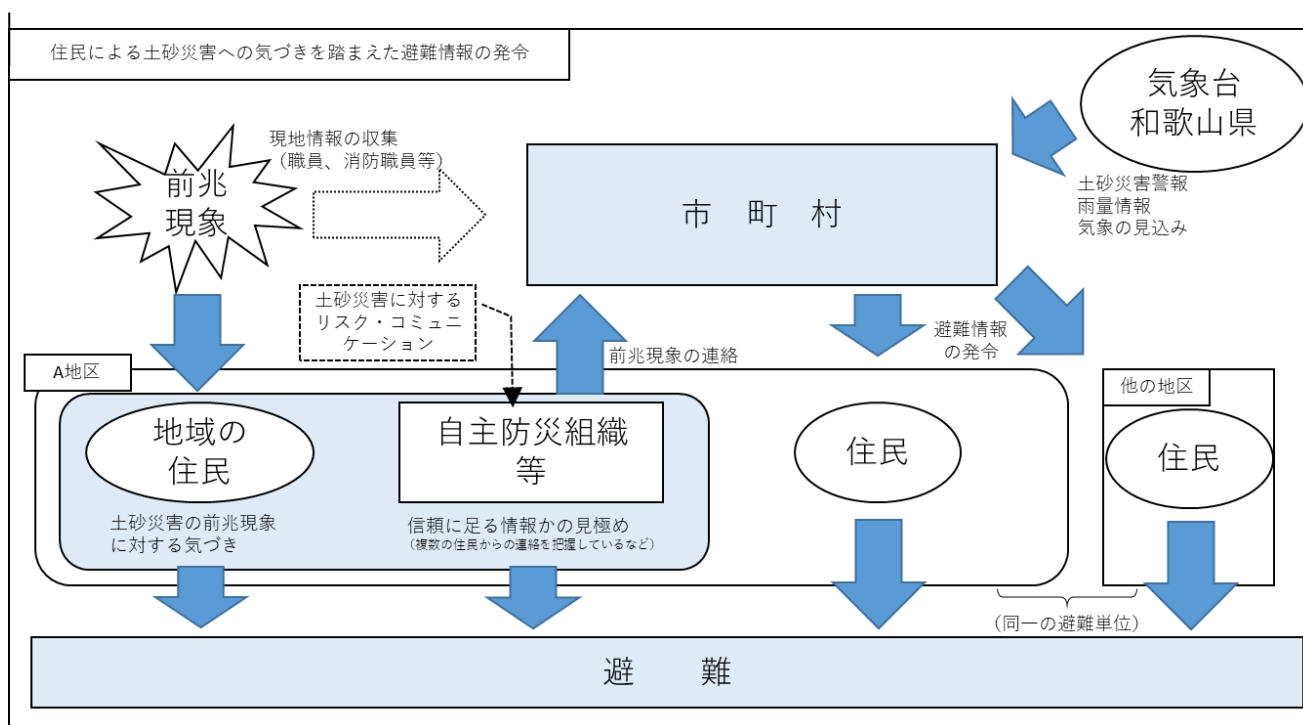 住民による土砂災害への気づきを踏まえた避難情報の発令
気象台
和歌山県
現地情報の収集
（職員、消防職員等）
前兆
現象
市 町 村
土砂災害警報
雨量情報
気象の見込み
土砂災害に対する
リスク・コミュニ
ケーション
前兆現象の連絡
避難情報
の発令
A地区
他の地区
地域の
住民
自主防災組織
等
住民
住民
土砂災害の前兆現象
に対する気づき
信頼に足る情報かの見極め
（複数の住民からの連絡を把握しているなど）
（同一の避難単位）
避 難